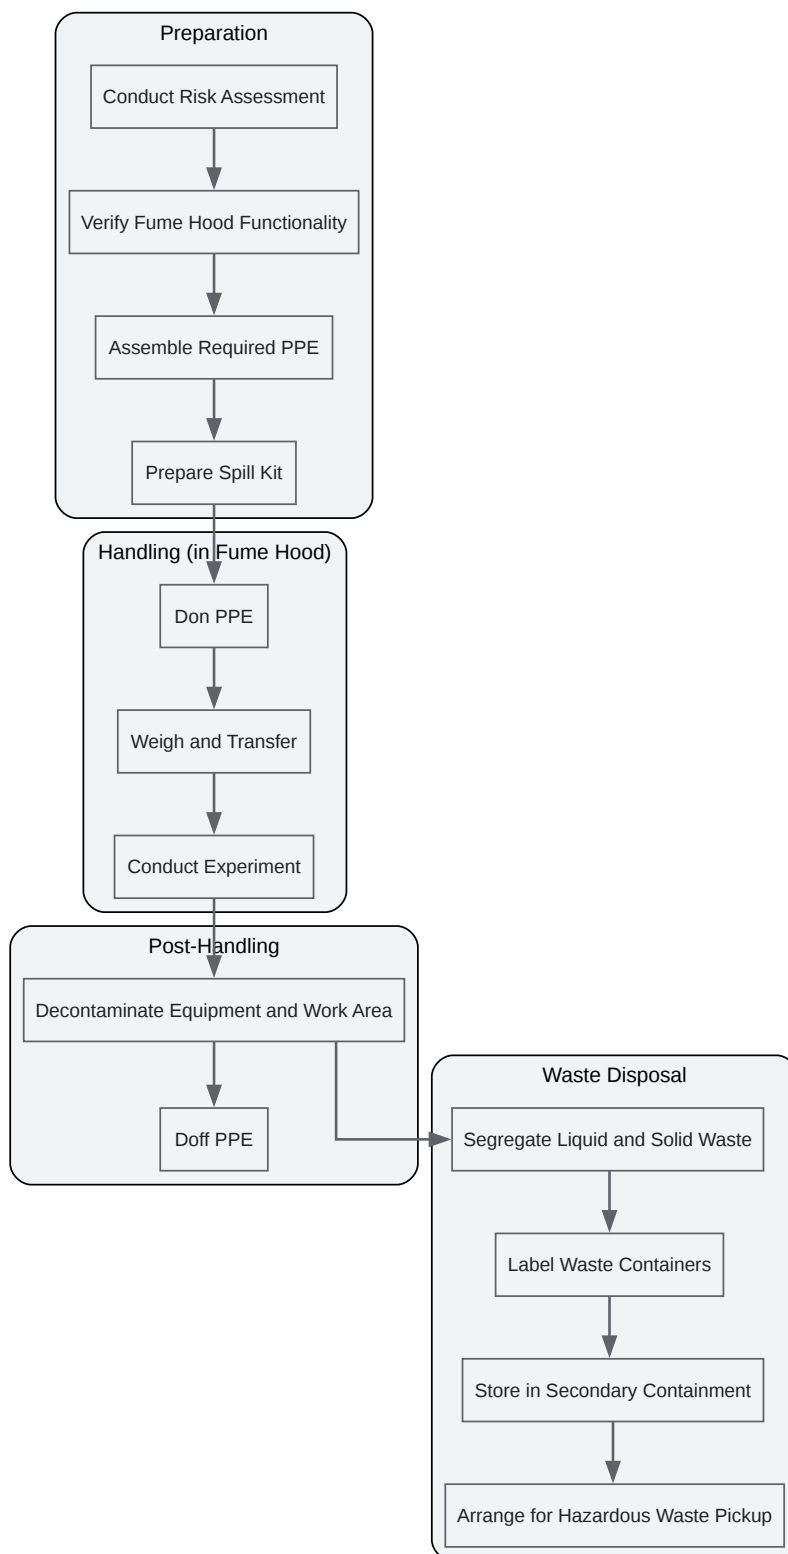 Preparation
Conduct Risk Assessment
Verify Fume Hood Functionality
Assemble Required PPE
Prepare Spill Kit
Handling (in Fume Hood)
Don PPE
Weigh and Transfer
Conduct Experiment
Post-Handling
Decontaminate Equipment and Work Area
Doff PPE
Waste Disposal
Segregate Liquid and Solid Waste
Label Waste Containers
Store in Secondary Containment
Arrange for Hazardous Waste Pickup